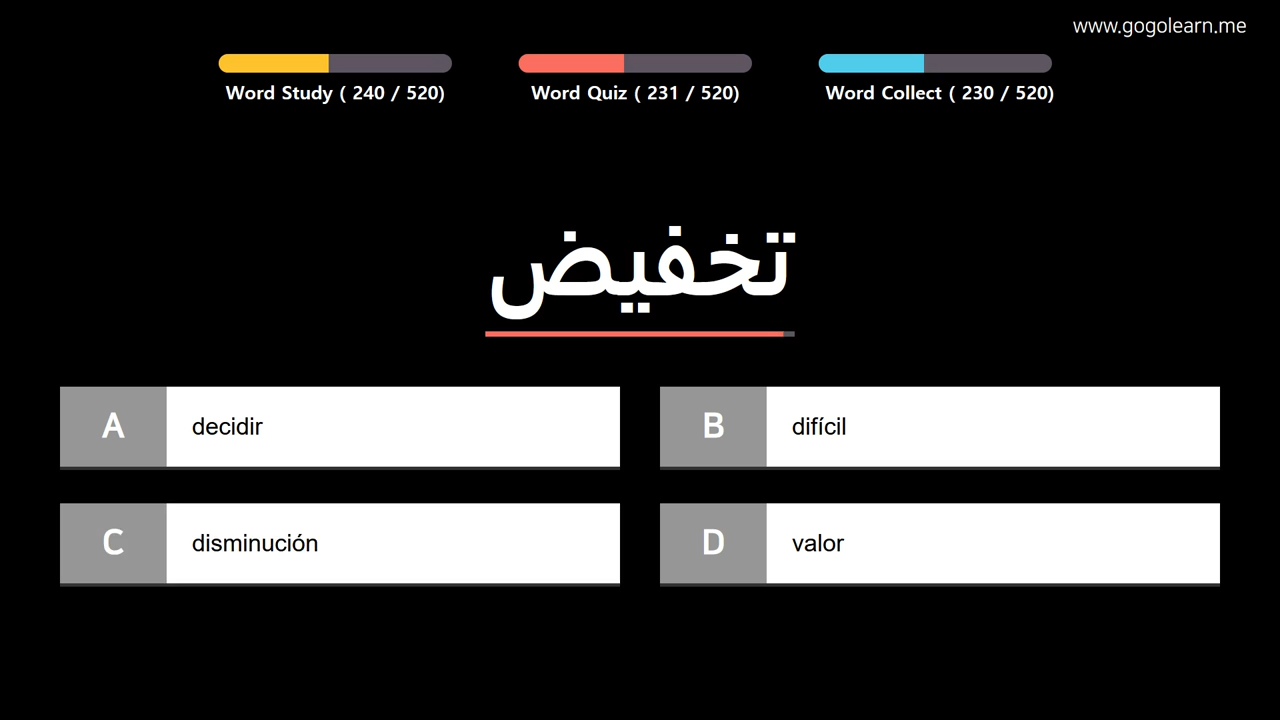 www.gogolearn.me
Word Study ( 240 / 520)
Word Quiz ( 231 / 520)
Word Collect ( 230 / 520)
تخفيض
A decidir
B difícil
C disminución
D valor